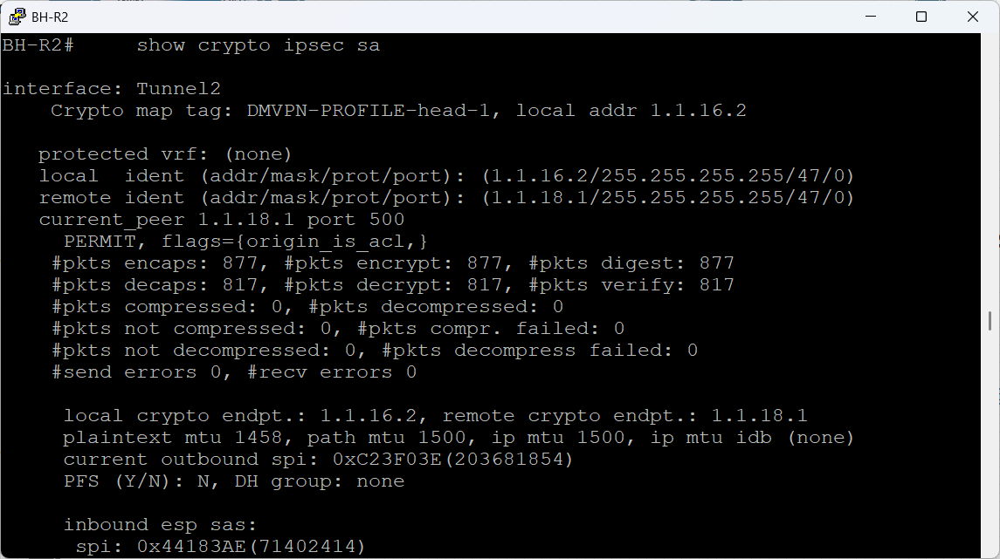 BH-R2
BH-R2#     show crypto ipsec sa
interface: Tunnel2
    Crypto map tag: DMVPN-PROFILE-head-1, local addr 1.1.16.2
   protected vrf: (none)
   local  ident (addr/mask/prot/port): (1.1.16.2/255.255.255.255/47/0)
   remote ident (addr/mask/prot/port): (1.1.18.1/255.255.255.255/47/0)
   current_peer 1.1.18.1 port 500
     PERMIT, flags={origin_is_acl,}
    #pkts encaps: 877, #pkts encrypt: 877, #pkts digest: 877
    #pkts decaps: 817, #pkts decrypt: 817, #pkts verify: 817
    #pkts compressed: 0, #pkts decompressed: 0
    #pkts not compressed: 0, #pkts compr. failed: 0
    #pkts not decompressed: 0, #pkts decompress failed: 0
    #send errors 0, #recv errors 0
     local crypto endpt.: 1.1.16.2, remote crypto endpt.: 1.1.18.1
     plaintext mtu 1458, path mtu 1500, ip mtu 1500, ip mtu idb (none)
     current outbound spi: 0xC23F03E(203681854)
     PFS (Y/N): N, DH group: none
     inbound esp sas:
      spi: 0x44183AE(71402414)